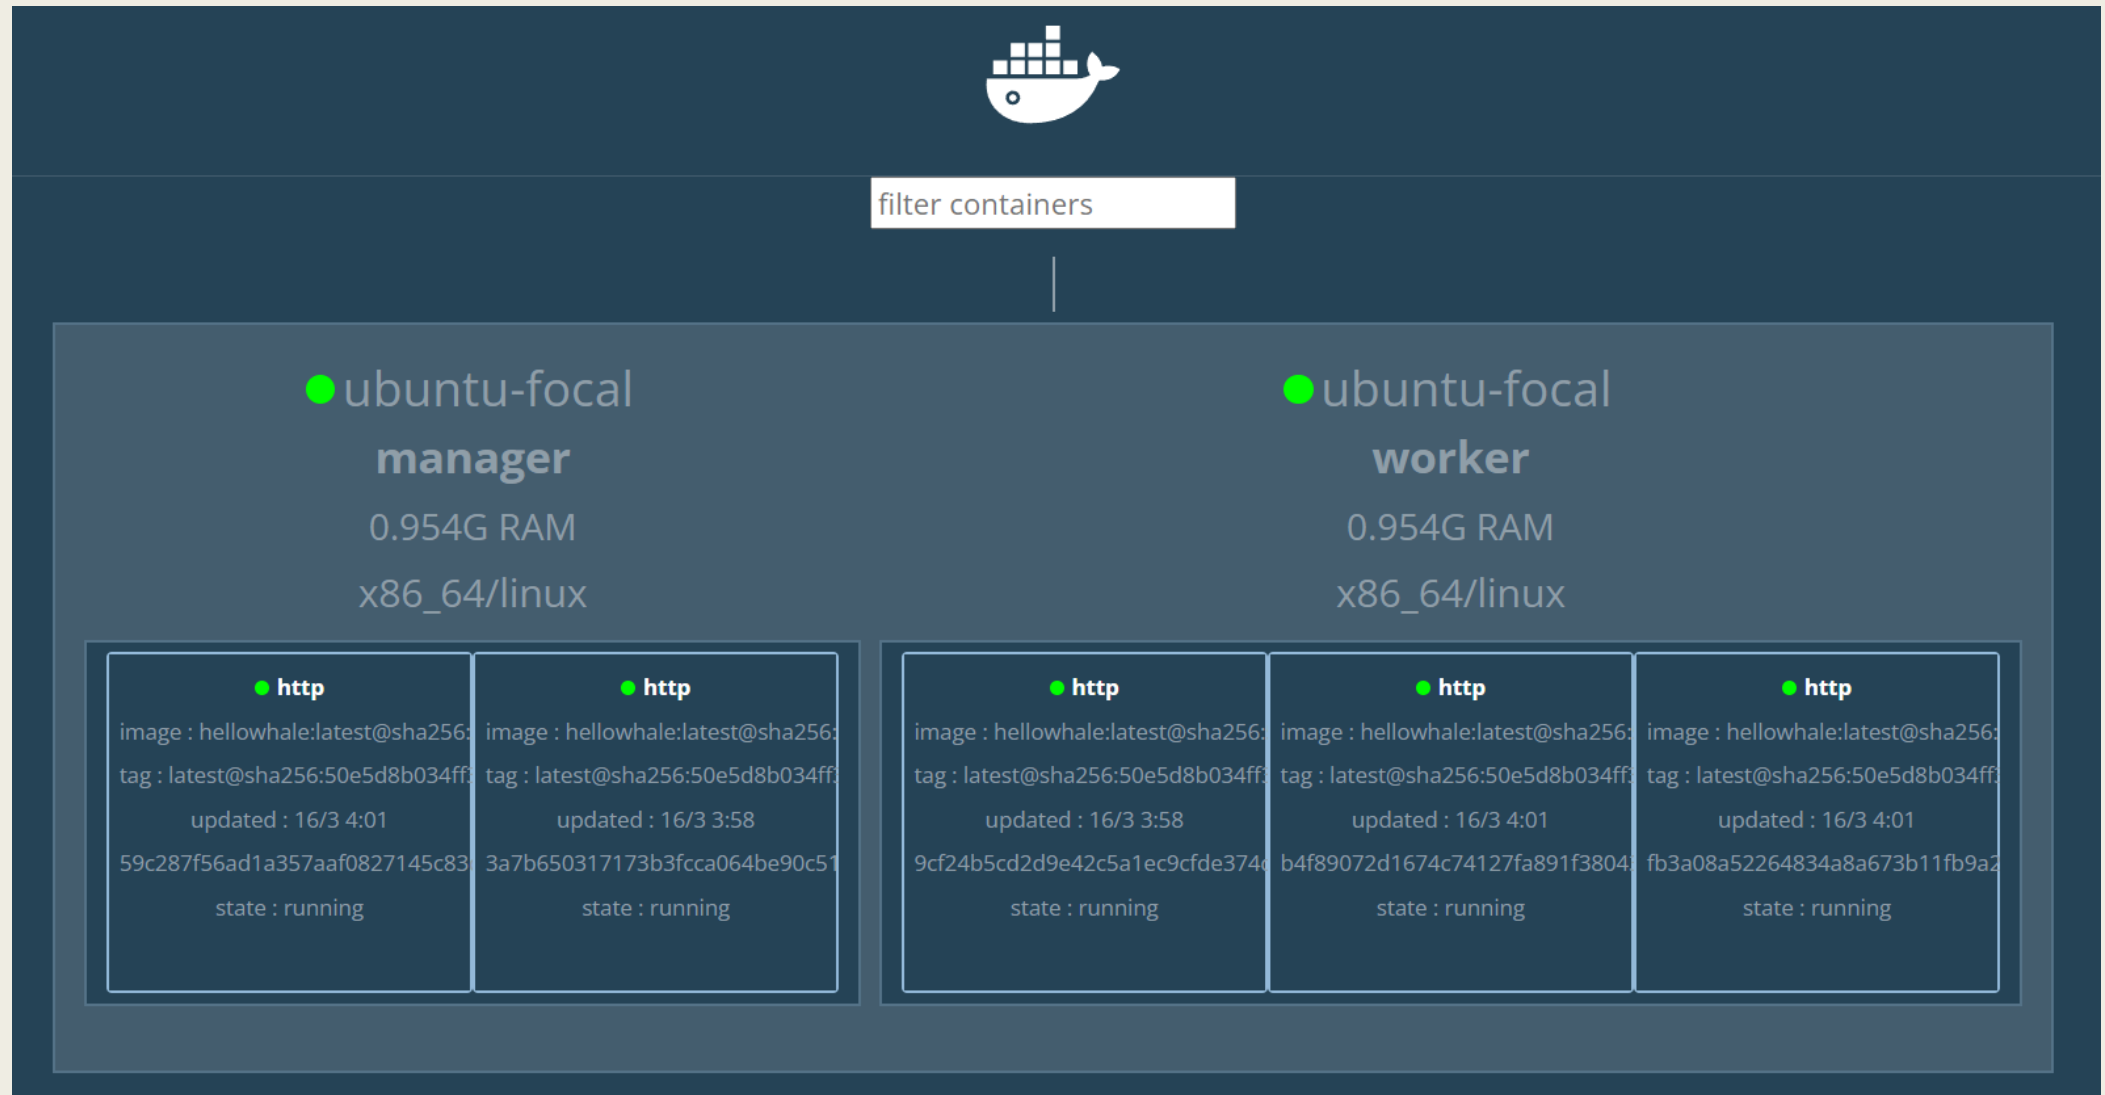 filter containers
ubuntu-focal
manager
0.954G RAM
x86_64/linux
http
image : hellowhale:latest@sha256:
tag : latest@sha256:50e5d8b034ff
updated : 16/3 4:01
59c287f56ad1a357aaf0827145c83
state : running
http
image : hellowhale:latest@sha256:
tag : latest@sha256:50e5d8b034ff
updated : 16/3 3:58
3a7b650317173b3fcca064be90c51
state : running
ubuntu-focal
worker
0.954G RAM
x86_64/linux
http
image : hellowhale:latest@sha256:
tag : latest@sha256:50e5d8b034ff
updated : 16/3 3:58
9cf24b5cd2d9e42c5a1ec9cfde374
state : running
http
image : hellowhale:latest@sha256:
tag : latest@sha256:50e5d8b034ff
updated : 16/3 4:01
b4f89072d1674c74127fa891f3804
state : running
http
image : hellowhale:latest@sha256:
tag : latest@sha256:50e5d8b034ff
updated : 16/3 4:01
fb3a08a52264834a8a673b11fb9a2
state : running